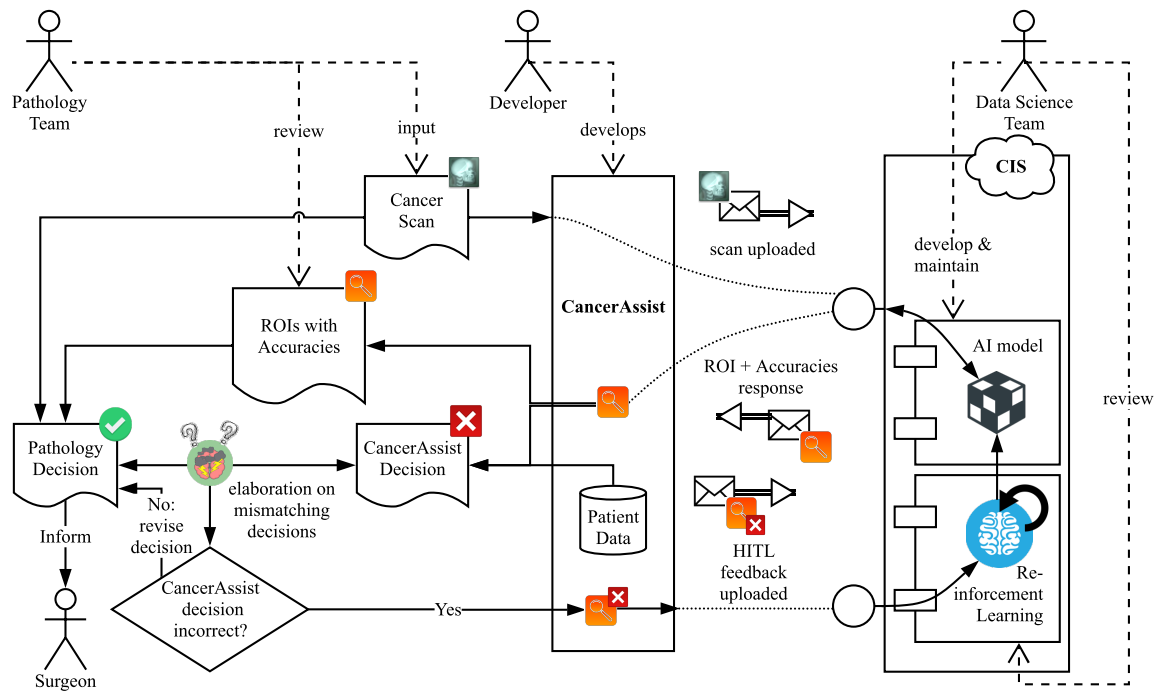 Pathology
Team
Developer
Data Science
Team
review
input
develops
CIS
Cancer
Scan
scan uploaded
develop &
maintain
ROIs with
Accuracies
CancerAssist
AI model
ROI + Accuracies
response
review
Pathology
Decision
CancerAssist
Decision
elaboration on
mismatching
decisions
No:
revise
decision
Inform
Patient
Data
HITL
feedback
uploaded
CancerAssist
decision
incorrect?
Yes
Re-
inforcement
Learning
Surgeon